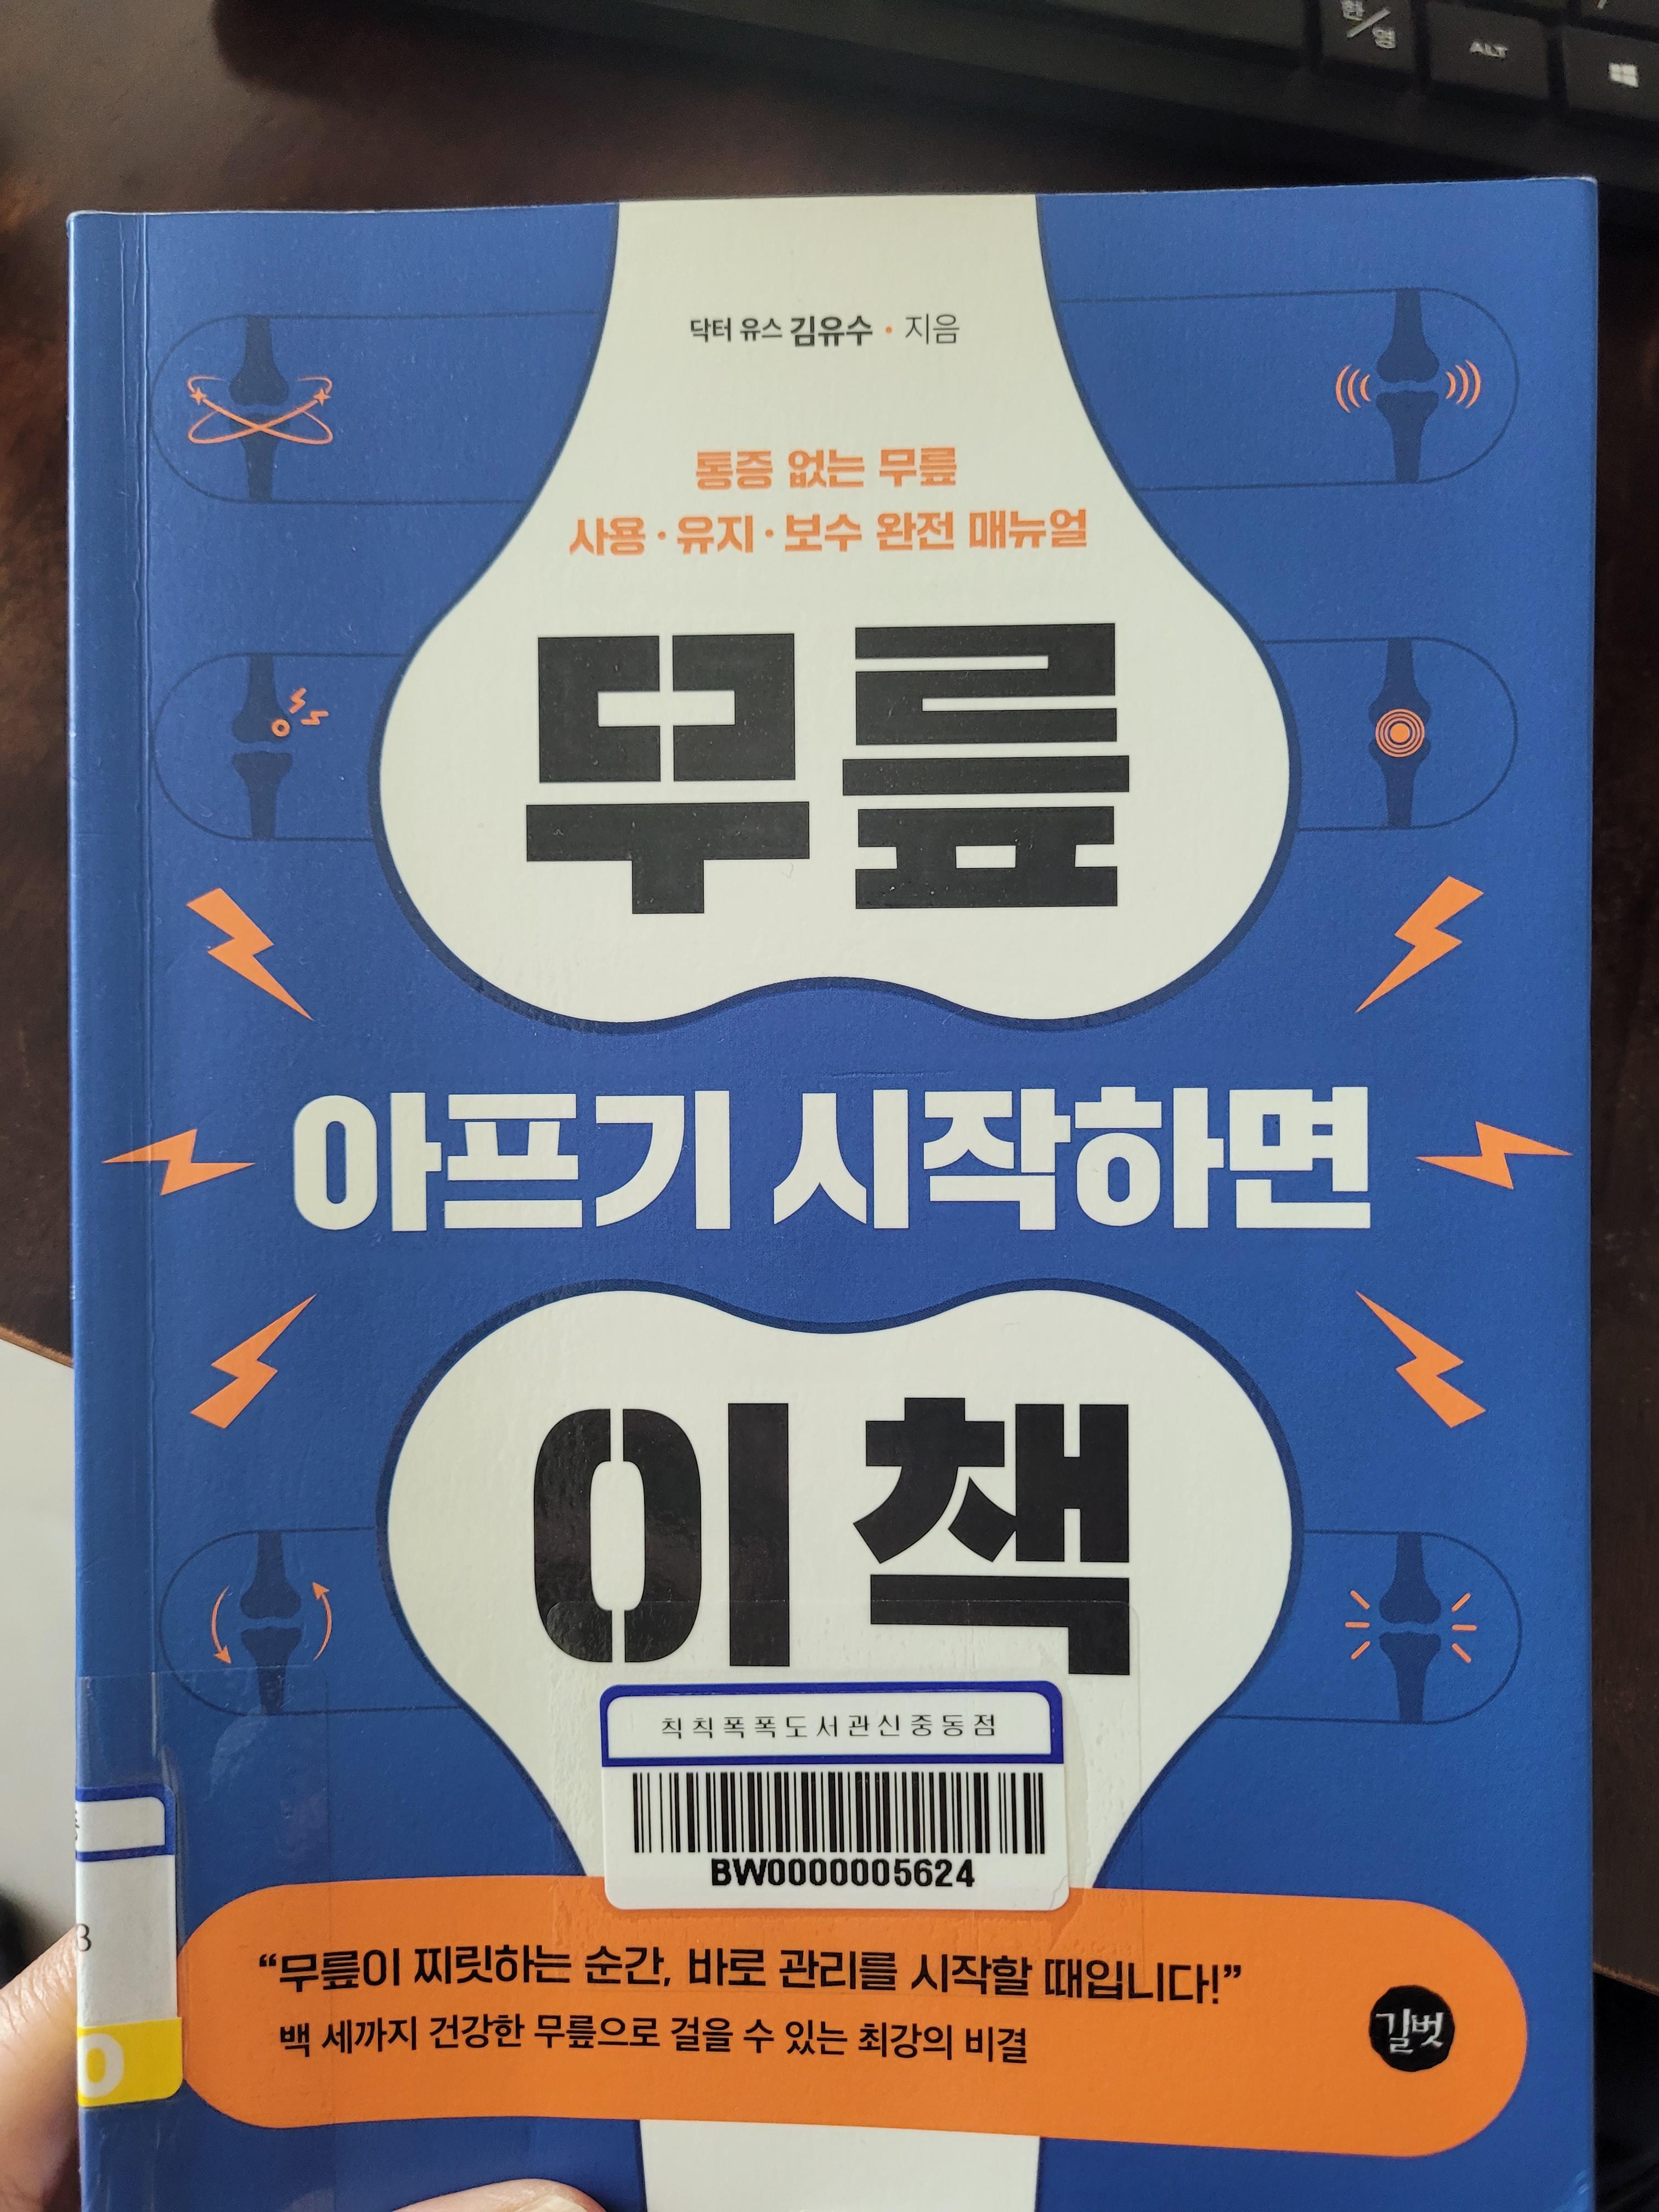 한/영
ALT
닥터 유스 김유수 · 지음
통증 없는 무릎
사용·유지·보수 완전 매뉴얼
무릎
아프기 시작하면
이 책
칙칙폭폭도서관신중동점
BW0000005624
“무릎이 찌릿하는 순간, 바로 관리를 시작할 때입니다!”
백 세까지 건강한 무릎으로 걸을 수 있는 최강의 비결
길벗